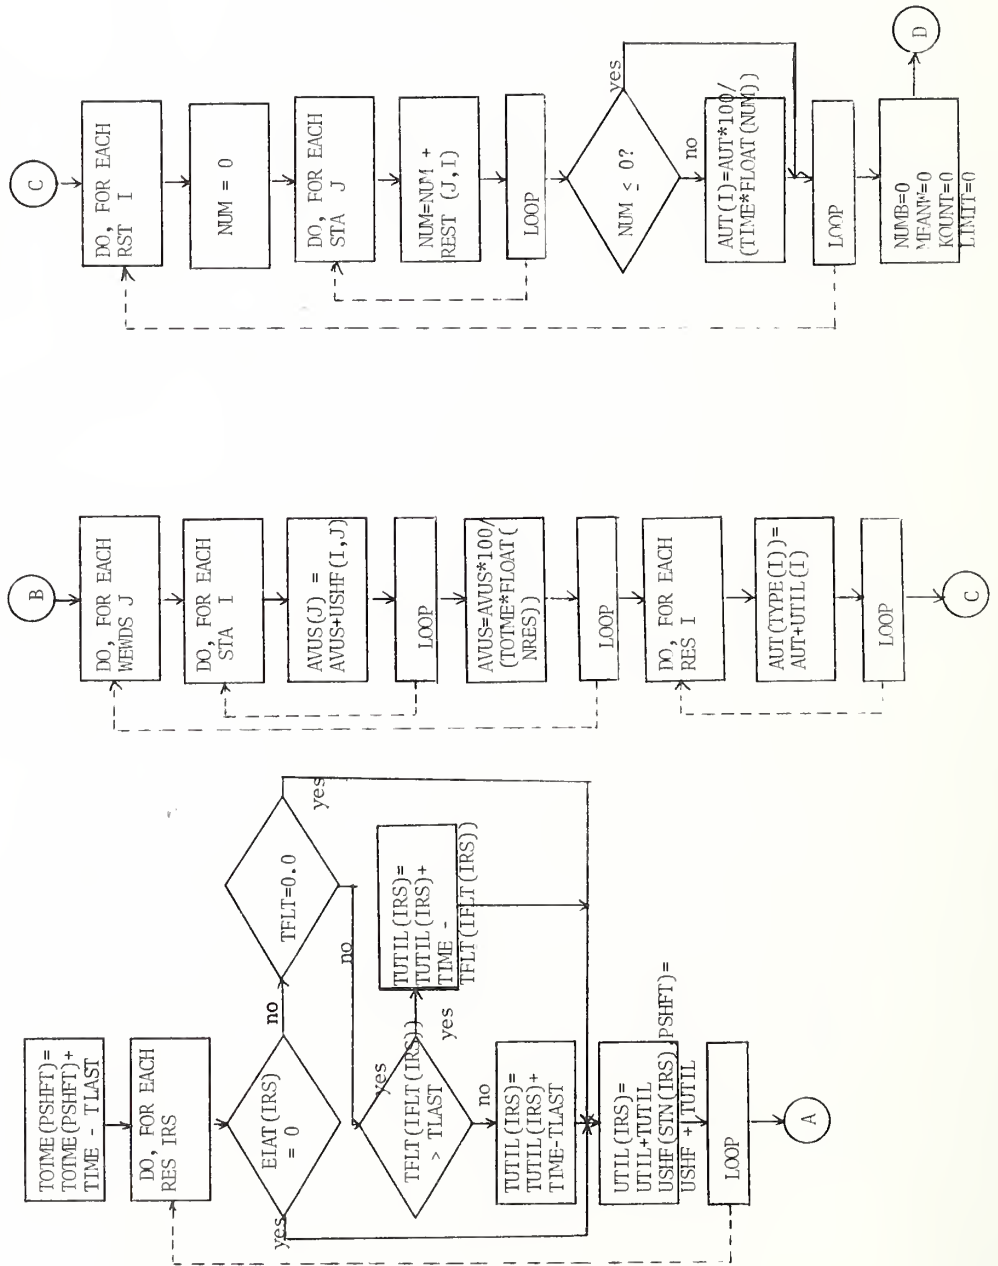 TOTME(PSHFT)=
TOTME(PSHFT)+
TIME - TLAST
DO, FOR EACH
RES IRS
EIAT(IRS)
= 0
yes
no
TFLT=0.0
yes
no
yes
TFLT(IFLT(IRS))
> TLAST
yes
no
TUTIL(IRS)=
TUTIL(IRS)+
TIME -
TFLT(IFLT(IRS))
TUTIL(IRS)=
TUTIL(IRS)+
TIME-TLAST
UTIL(IRS)=
UTIL+TUTIL
USHF(STN(IRS),PSHFT)=
USHF +TUTIL
LOOP
A
B
DO, FOR EACH
WEWDS J
DO, FOR EACH
STA I
AVUS(J) =
AVUS+USHF(I,J)
LOOP
AVUS=AVUS*100/
(TOTME*FLOAT(
NRES))
LOOP
DO, FOR EACH
RES I
AUT(TYPE(I))=
AUT+UTIL(I)
LOOP
C
C
DO, FOR EACH
RST I
NUM = 0
DO, FOR EACH
STA J
NUM=NUM +
REST (J,I)
LOOP
NUM ≤ 0?
yes
no
AUT(I)=AUT*100/
(TIME*FLOAT(NUM))
LOOP
NUMB=0
MEANW=0
KOUNT=0
LIMIT=0
D